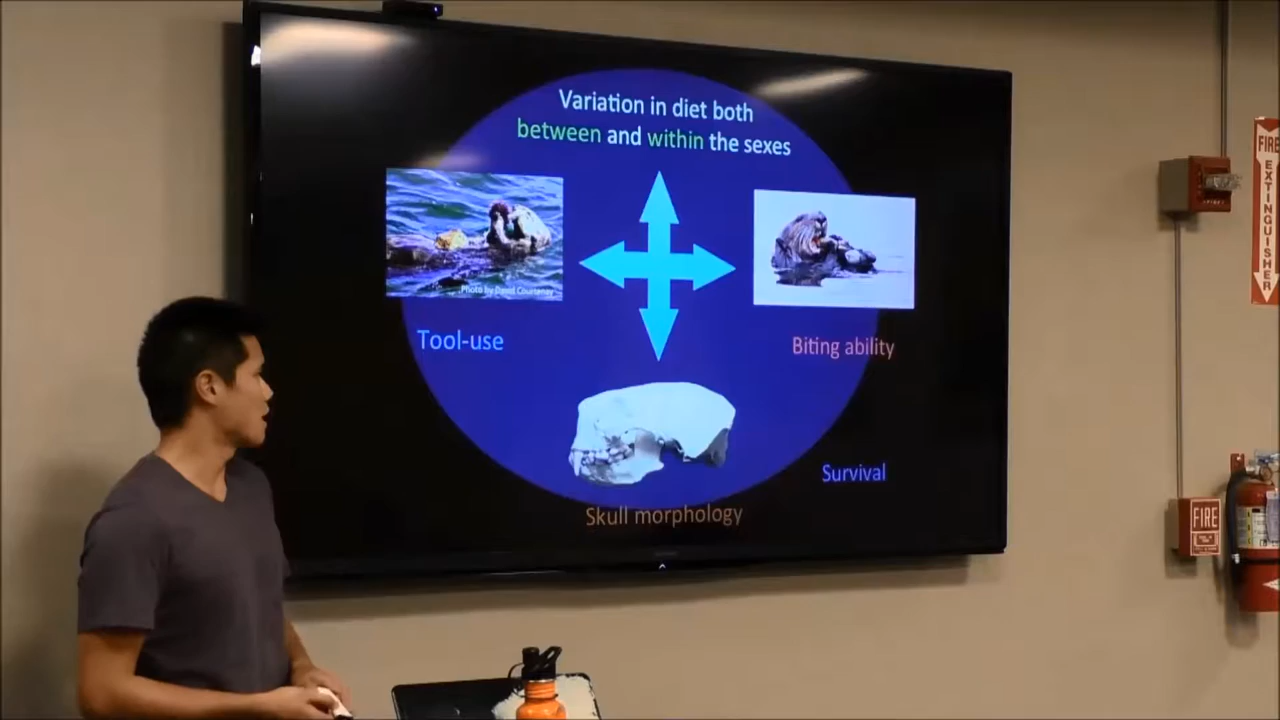 Variation in diet both
between and within the sexes
Photo by David Courtenay
Tool-use
Biting ability
Survival
Skull morphology
FIRE
EXTINGUISHER
FIRE